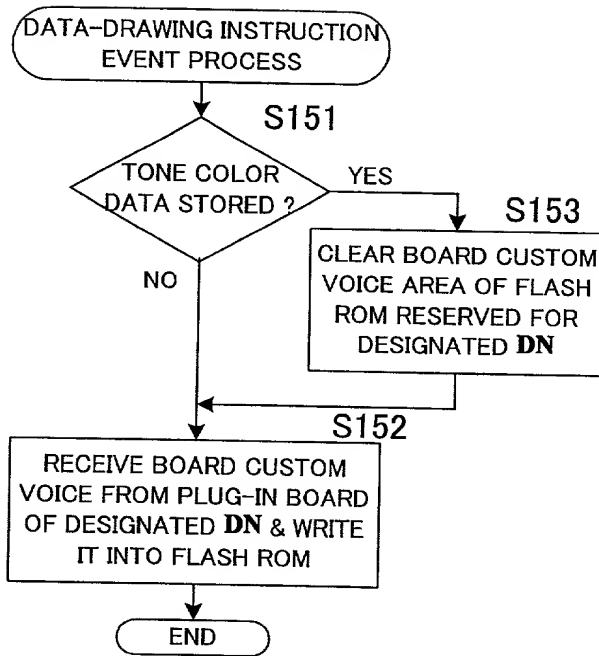 DATA-DRAWING INSTRUCTION
EVENT PROCESS
S151
TONE COLOR
DATA STORED ?
YES
S153
CLEAR BOARD CUSTOM
VOICE AREA OF FLASH
ROM RESERVED FOR
DESIGNATED DN
NO
S152
RECEIVE BOARD CUSTOM
VOICE FROM PLUG-IN BOARD
OF DESIGNATED DN & WRITE
IT INTO FLASH ROM
END